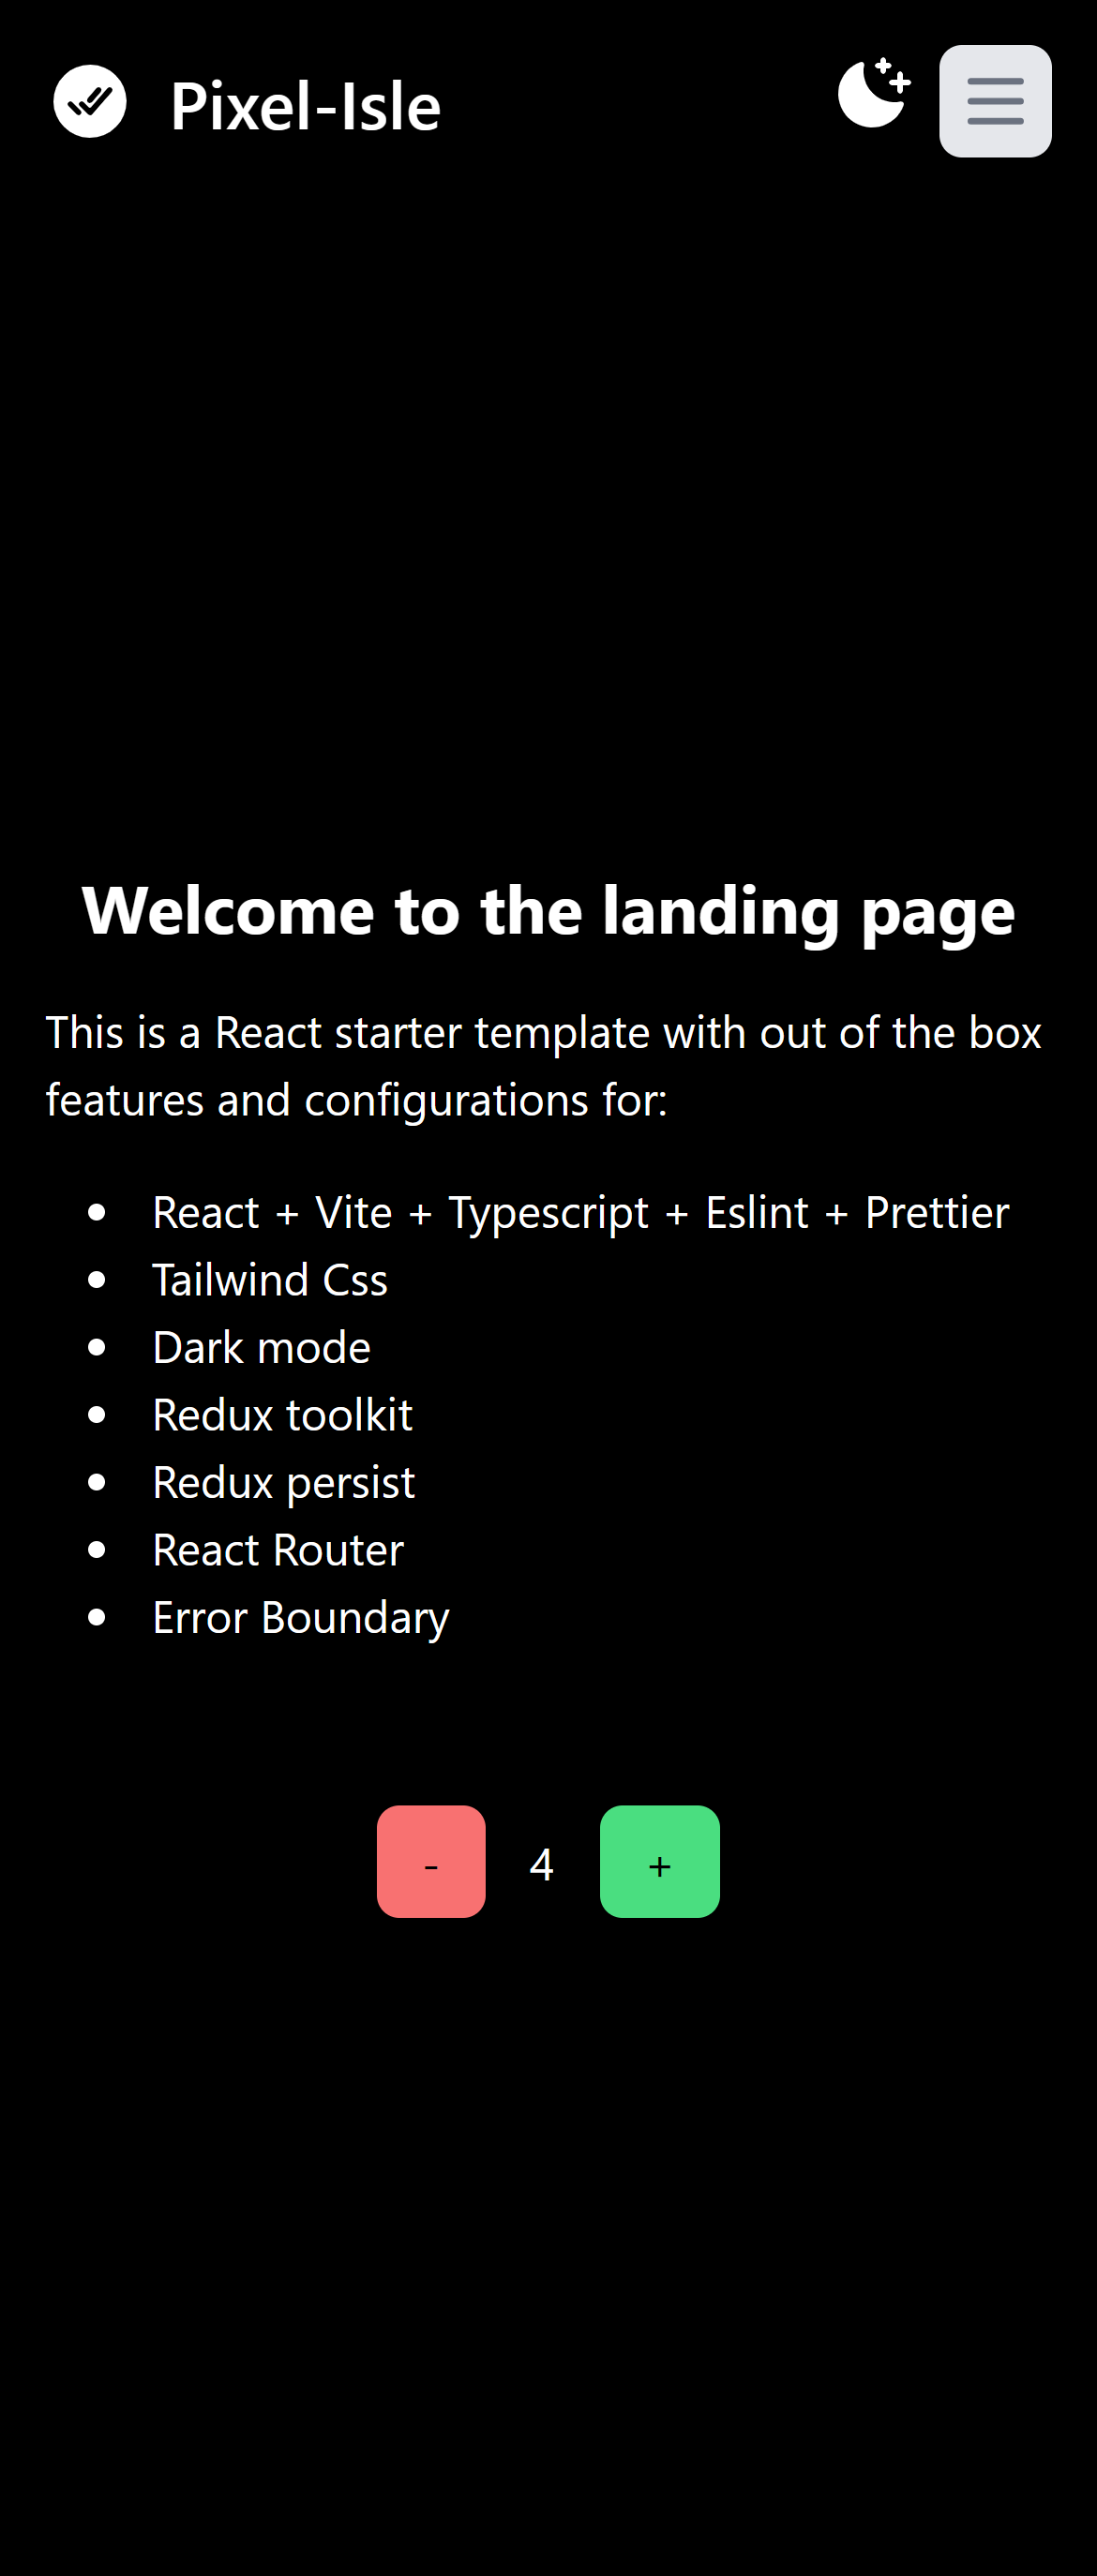 Pixel-Isle
Welcome to the landing page
This is a React starter template with out of the box
features and configurations for:
React + Vite + Typescript + Eslint + Prettier
Tailwind Css
Dark mode
Redux toolkit
Redux persist
React Router
Error Boundary
- 4 +